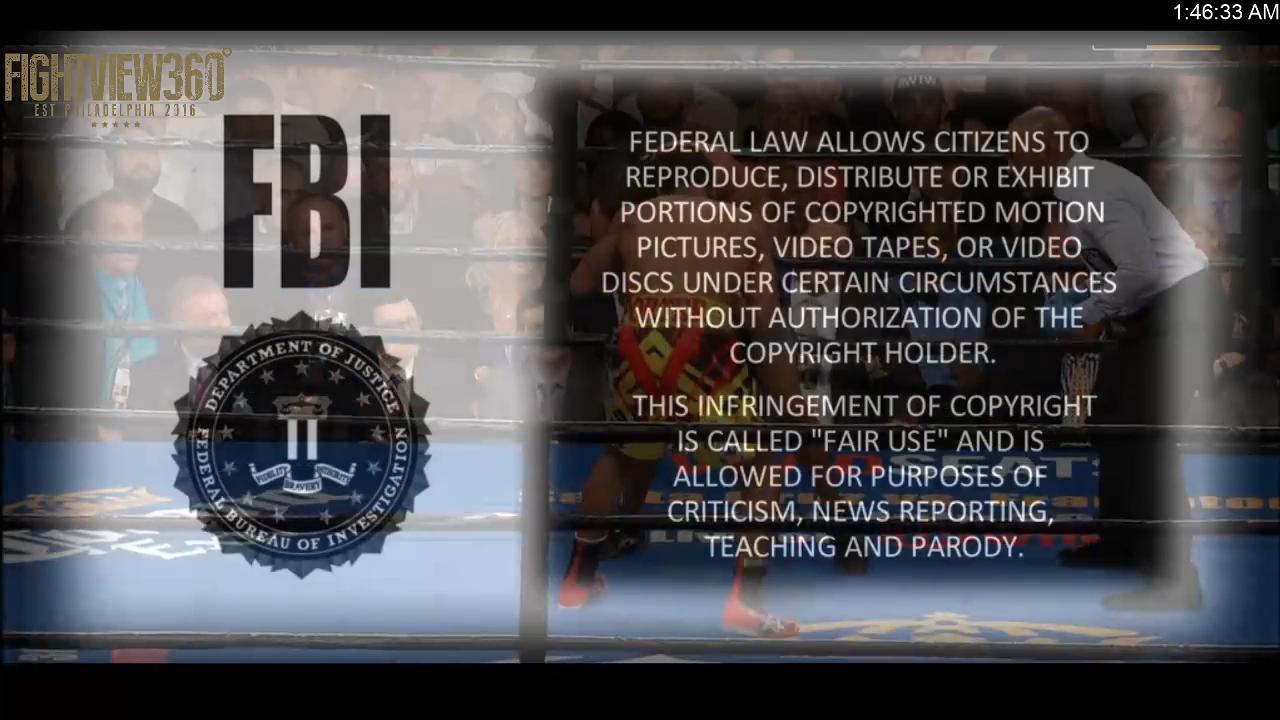 1:46:33 AM
FIGHTVIEW360°
EST PHILADELPHIA 2016
#WTW
FBI
DEPARTMENT OF JUSTICE
FIDELITY BRAVERY INTEGRITY
FEDERAL BUREAU OF INVESTIGATION
FEDERAL LAW ALLOWS CITIZENS TO
REPRODUCE, DISTRIBUTE OR EXHIBIT
PORTIONS OF COPYRIGHTED MOTION
PICTURES, VIDEO TAPES, OR VIDEO
DISCS UNDER CERTAIN CIRCUMSTANCES
WITHOUT AUTHORIZATION OF THE
COPYRIGHT HOLDER.
THIS INFRINGEMENT OF COPYRIGHT
IS CALLED "FAIR USE" AND IS
ALLOWED FOR PURPOSES OF
CRITICISM, NEWS REPORTING,
TEACHING AND PARODY.